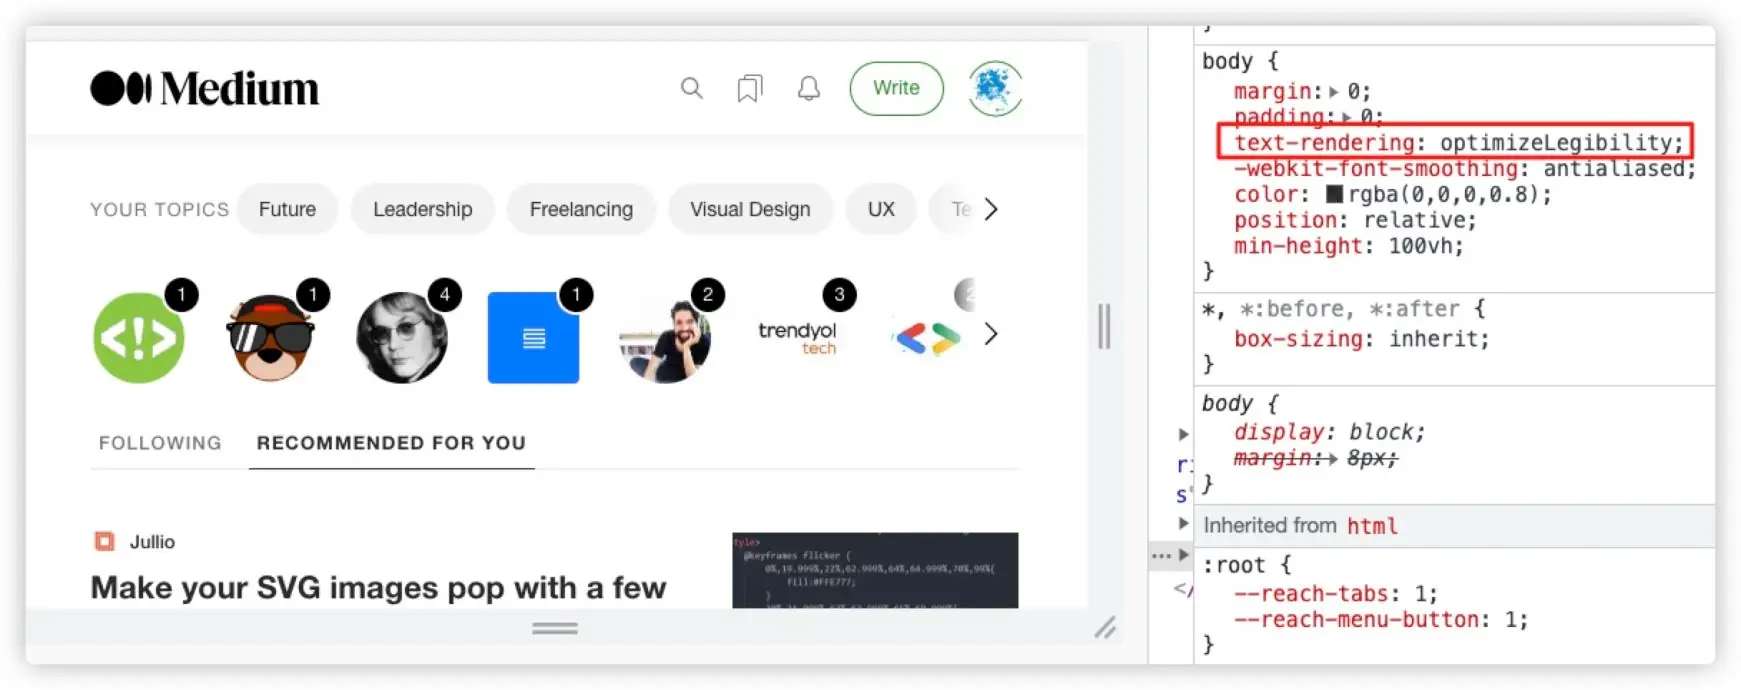 Medium
Write
YOUR TOPICS Future Leadership Freelancing Visual Design UX Te
1 1 4 1 2 3 2
<!>
trendyol
tech
FOLLOWING RECOMMENDED FOR YOU
Jullio
Make your SVG images pop with a few
tyle>
@keyframes flicker {
0%,19.999%,22%,62.999%,64%,64.999%,70%,99%{
fill:#FFE777;
}
}
body {
margin: 0;
padding: 0;
text-rendering: optimizeLegibility;
-webkit-font-smoothing: antialiased;
color: rgba(0,0,0,0.8);
position: relative;
min-height: 100vh;
}
*, *:before, *:after {
box-sizing: inherit;
}
body {
display: block;
margin: 8px;
}
Inherited from html
:root {
--reach-tabs: 1;
--reach-menu-button: 1;
}
ri
s"
…
</